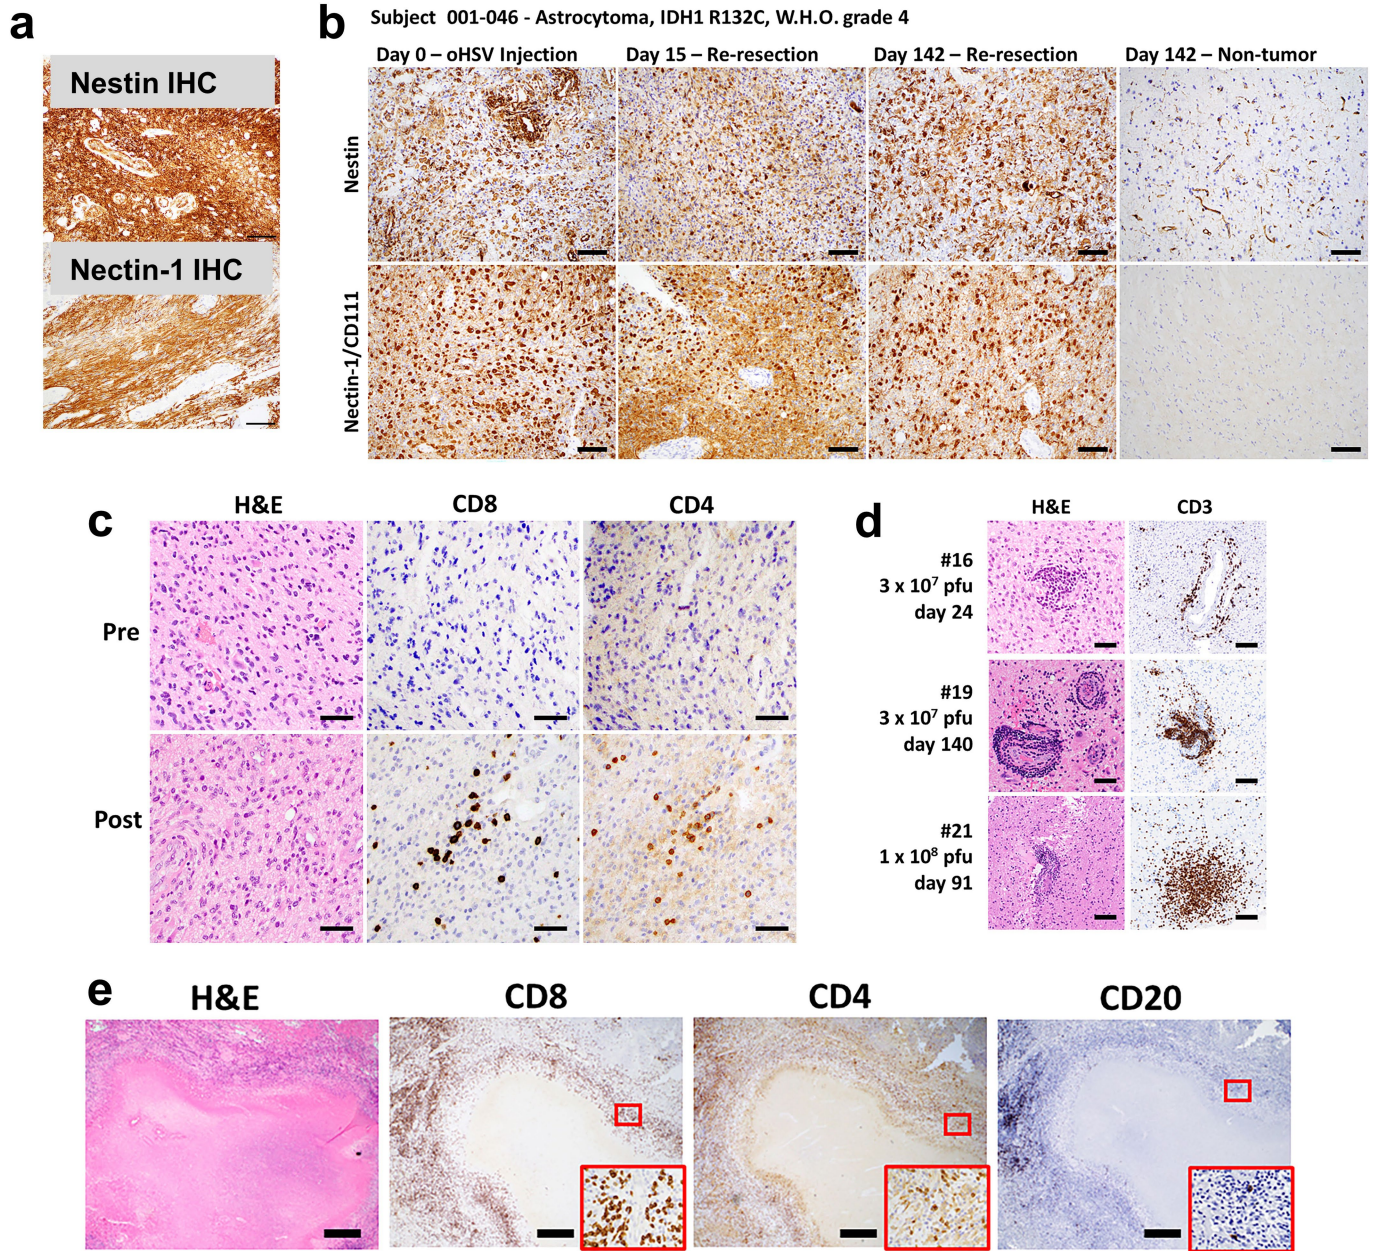 a
Nestin IHC
Nectin-1 IHC
b
Subject 001-046 - Astrocytoma, IDH1 R132C, W.H.O. grade 4
Day 0 – oHSV Injection
Day 15 – Re-resection
Day 142 – Re-resection
Day 142 – Non-tumor
Nestin
Nectin-1/CD111
c
H&E
CD8
CD4
Pre
Post
d
H&E
CD3
#16
3 x 10⁷ pfu
day 24
#19
3 x 10⁷ pfu
day 140
#21
1 x 10⁸ pfu
day 91
e
H&E
CD8
CD4
CD20